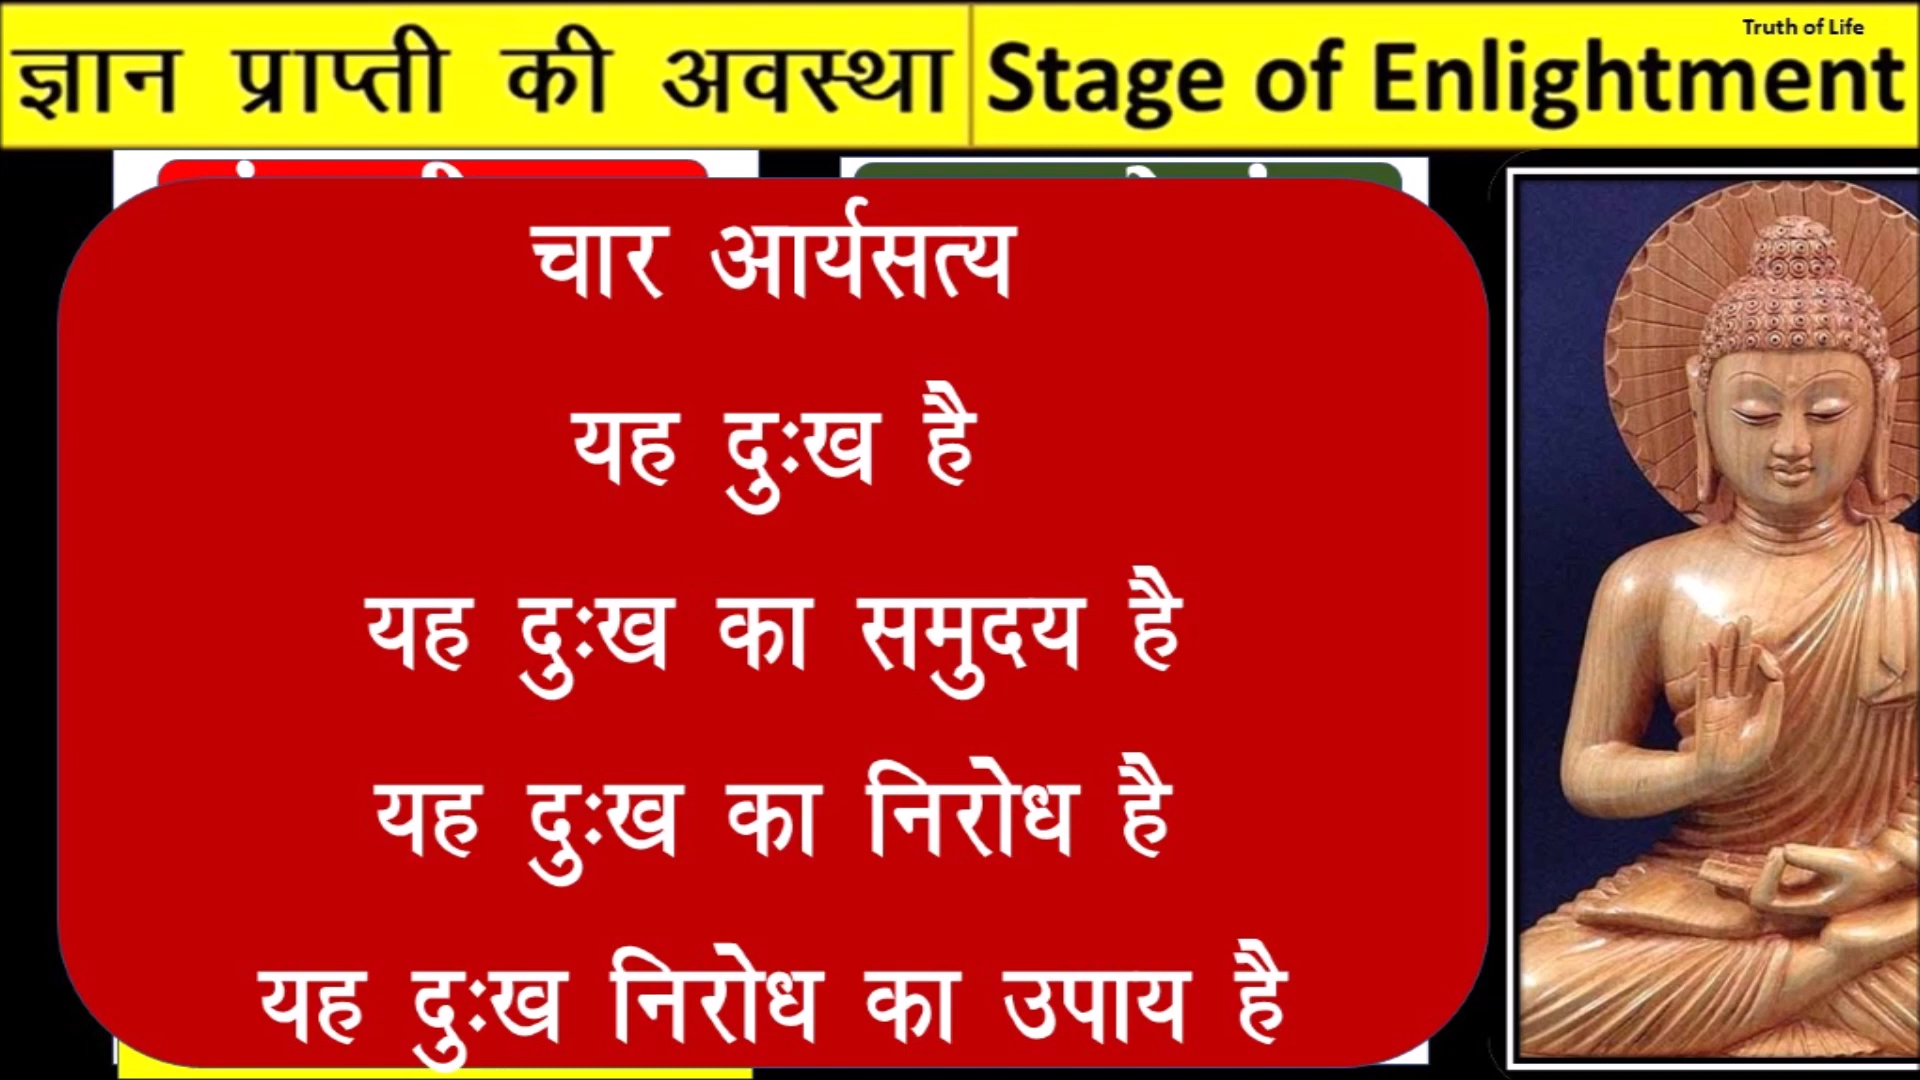 Truth of Life
ज्ञान प्राप्ती की अवस्था
Stage of Enlightment
चार आर्यसत्य
यह दुःख है
यह दुःख का समुदय है
यह दुःख का निरोध है
यह दुःख निरोध का उपाय है